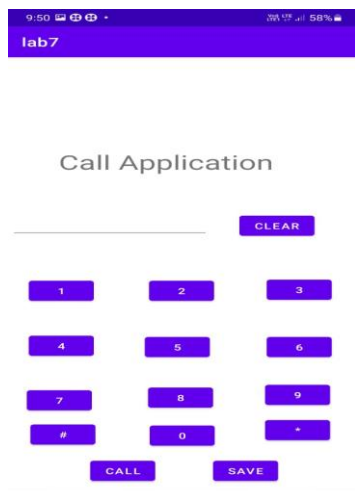 9:50 58%
lab7
Call Application
CLEAR
1 2 3
4 5 6
7 8 9
# 0 *
CALL SAVE